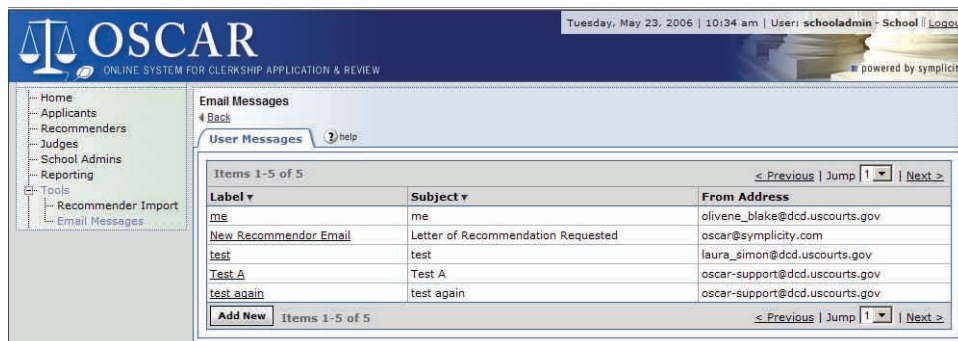 Tuesday, May 23, 2006 | 10:34 am | User: schooladmin - School | Logou
OSCAR
ONLINE SYSTEM FOR CLERKSHIP APPLICATION & REVIEW
powered by symplicit
Home
Applicants
Recommenders
Judges
School Admins
Reporting
Tools
Recommender Import
Email Messages
Email Messages
Back
User Messages ? help
Items 1-5 of 5 < Previous | Jump 1 | Next >
Label Subject From Address
me me olivene_blake@dcd.uscourts.gov
New Recommendor Email Letter of Recommendation Requested oscar@symplicity.com
test test laura_simon@dcd.uscourts.gov
Test A Test A oscar-support@dcd.uscourts.gov
test again test again oscar-support@dcd.uscourts.gov
Add New Items 1-5 of 5 < Previous | Jump 1 | Next >